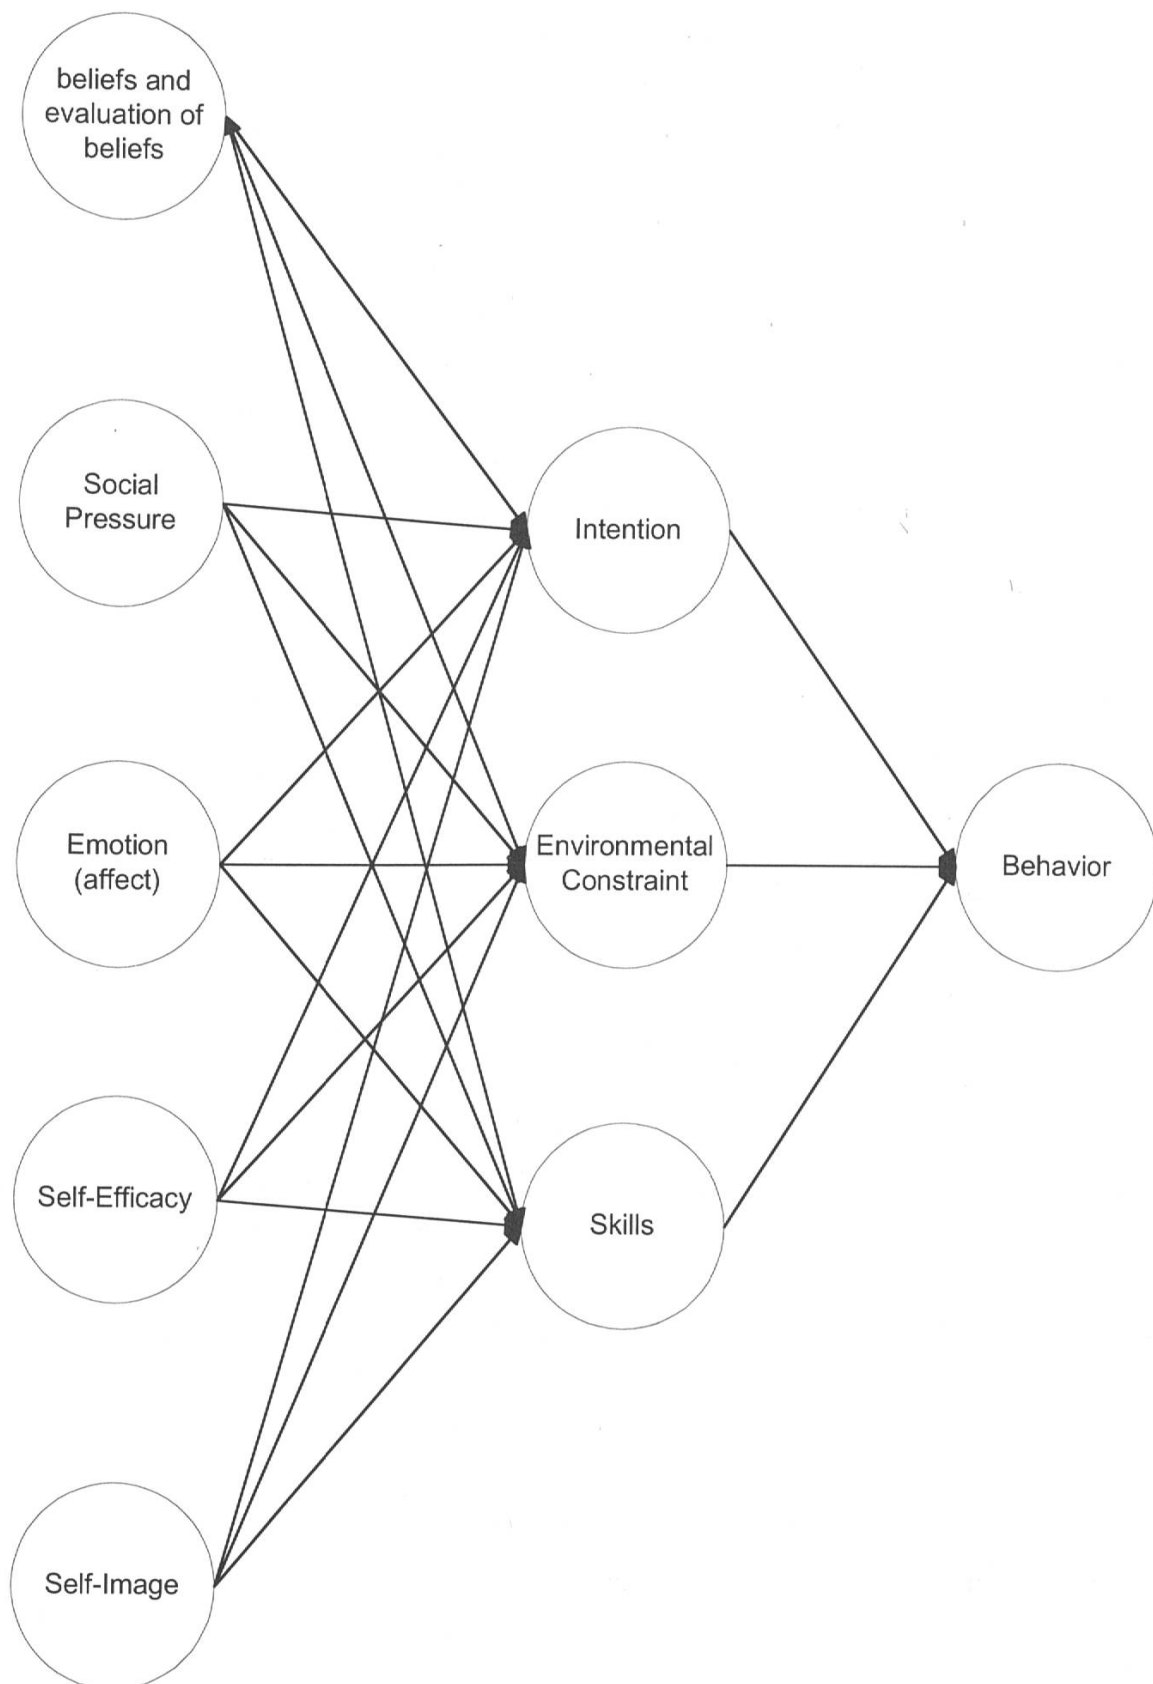 beliefs and
evaluation of
beliefs
Social
Pressure
Emotion
(affect)
Self-Efficacy
Self-Image
Intention
Environmental
Constraint
Skills
Behavior